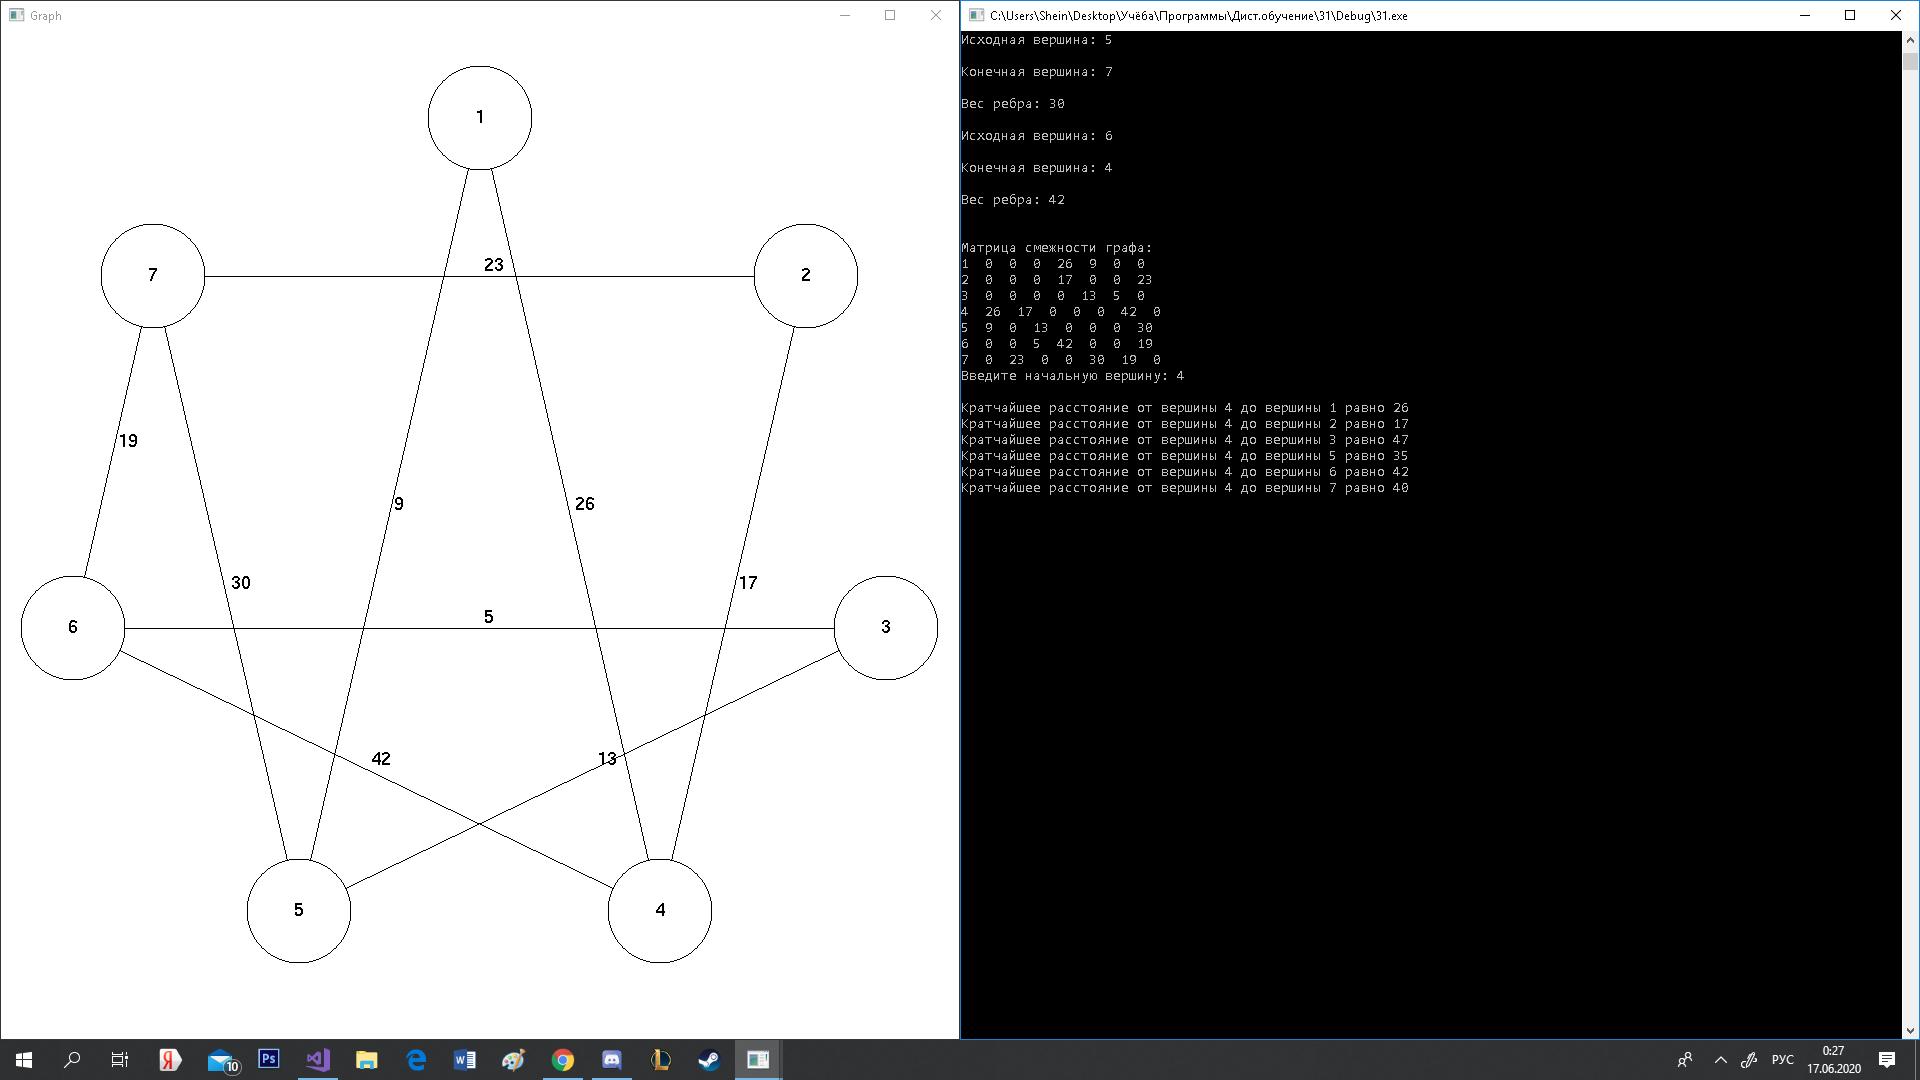 Graph
1
23
7
2
19
9
26
30
17
5
6
3
42
13
5
4
C:\Users\Shein\Desktop\Учёба\Программы\Дист.обучение\31\Debug\31.exe
Исходная вершина: 5
Конечная вершина: 7
Вес ребра: 30
Исходная вершина: 6
Конечная вершина: 4
Вес ребра: 42
Матрица смежности графа:
1 0 0 0 26 9 0 0
2 0 0 0 17 0 0 23
3 0 0 0 0 13 5 0
4 26 17 0 0 0 42 0
5 9 0 13 0 0 0 30
6 0 0 5 42 0 0 19
7 0 23 0 0 30 19 0
Введите начальную вершину: 4
Кратчайшее расстояние от вершины 4 до вершины 1 равно 26
Кратчайшее расстояние от вершины 4 до вершины 2 равно 17
Кратчайшее расстояние от вершины 4 до вершины 3 равно 47
Кратчайшее расстояние от вершины 4 до вершины 5 равно 35
Кратчайшее расстояние от вершины 4 до вершины 6 равно 42
Кратчайшее расстояние от вершины 4 до вершины 7 равно 40
Я
10
Ps
РУС
0:27
17.06.2020